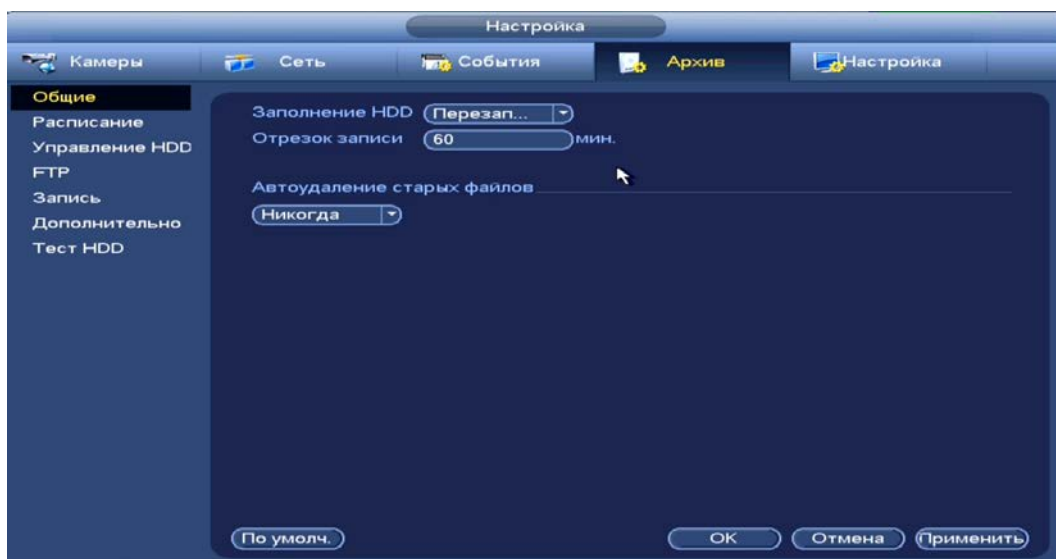 Настройка
Камеры Сеть События Архив Настройка
Общие
Расписание
Управление HDD
FTP
Запись
Дополнительно
Тест HDD
Заполнение HDD Перезап...
Отрезок записи 60 мин.
Автоудаление старых файлов
Никогда
По умолч. OK Отмена Применить